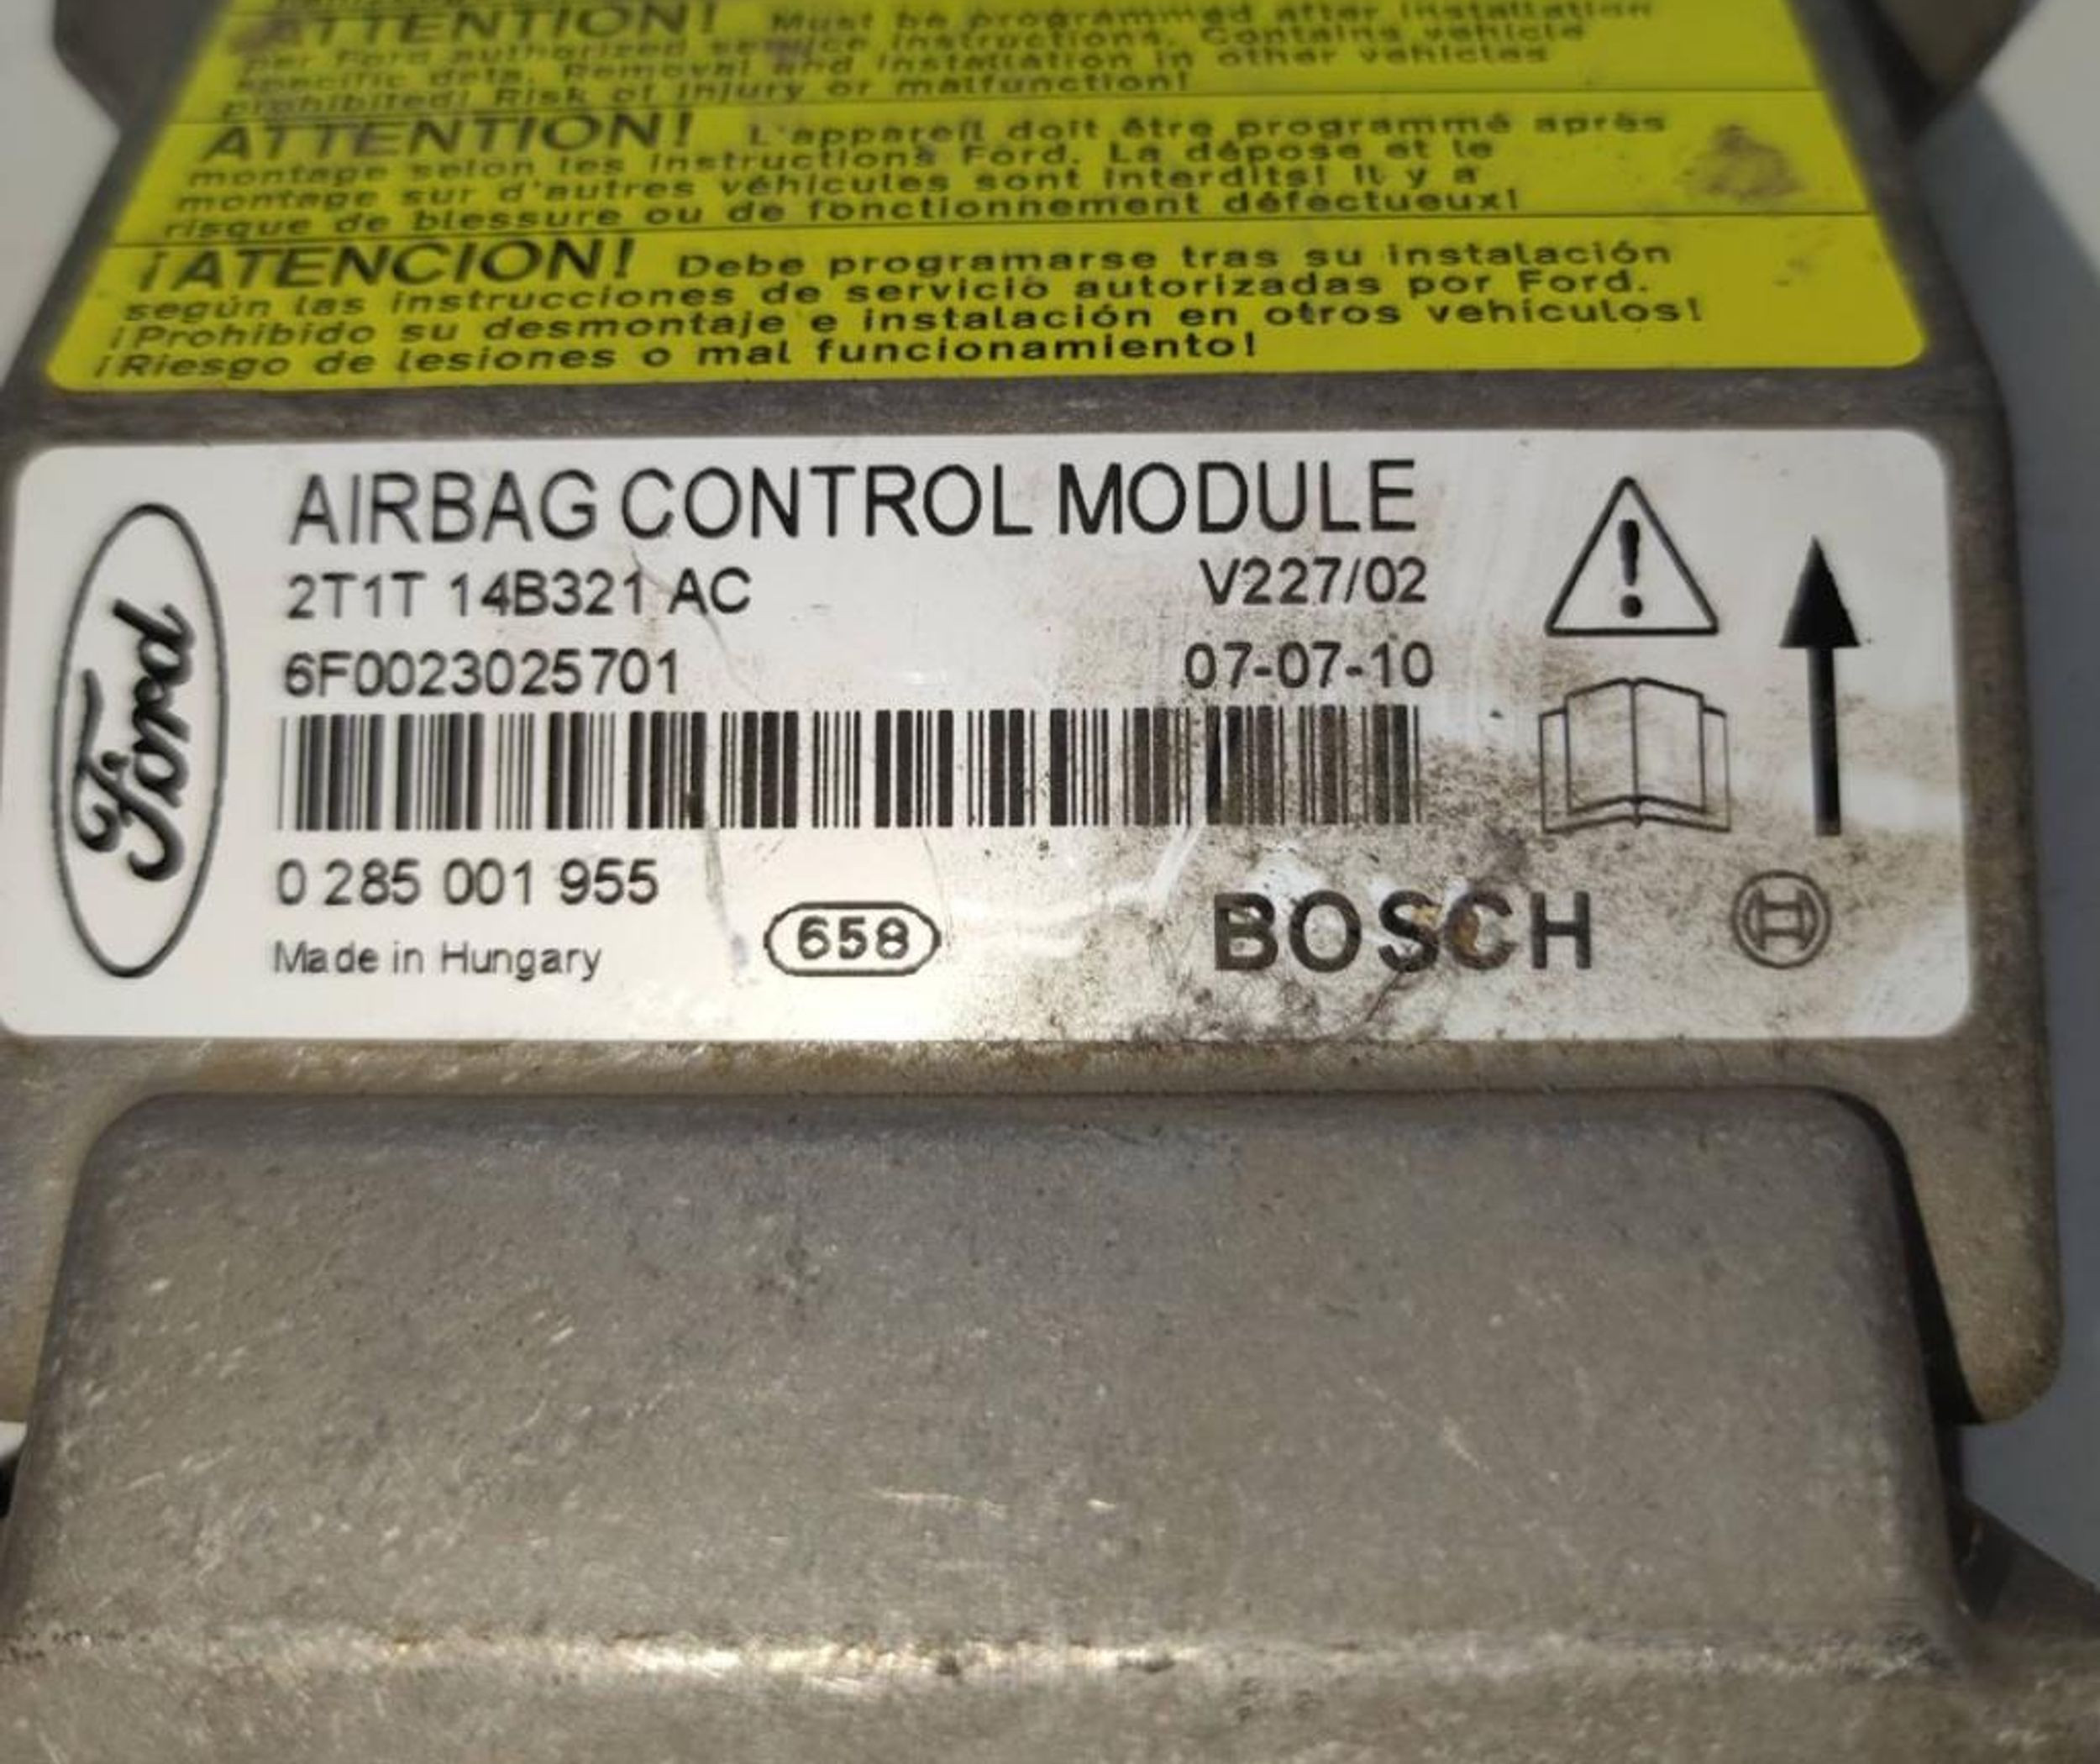 ATTENTION! Must be programmed after installation
per Ford authorized service instructions. Contains vehicle
specific data. Removal and installation in other vehicles
prohibited! Risk of injury or malfunction!
ATTENTION! L'appareil doit être programmé après
montage selon les instructions Ford. La dépose et le
montage sur d'autres véhicules sont interdits! Il y a
risque de blessure ou de fonctionnement défectueux!
¡ATENCION! Debe programarse tras su instalación
según las instrucciones de servicio autorizadas por Ford.
¡Prohibido su desmontaje e instalación en otros vehículos!
¡Riesgo de lesiones o mal funcionamiento!
Ford
AIRBAG CONTROL MODULE
2T1T 14B321 AC V227/02
6F0023025701 07-07-10
0 285 001 955
Made in Hungary 658 BOSCH